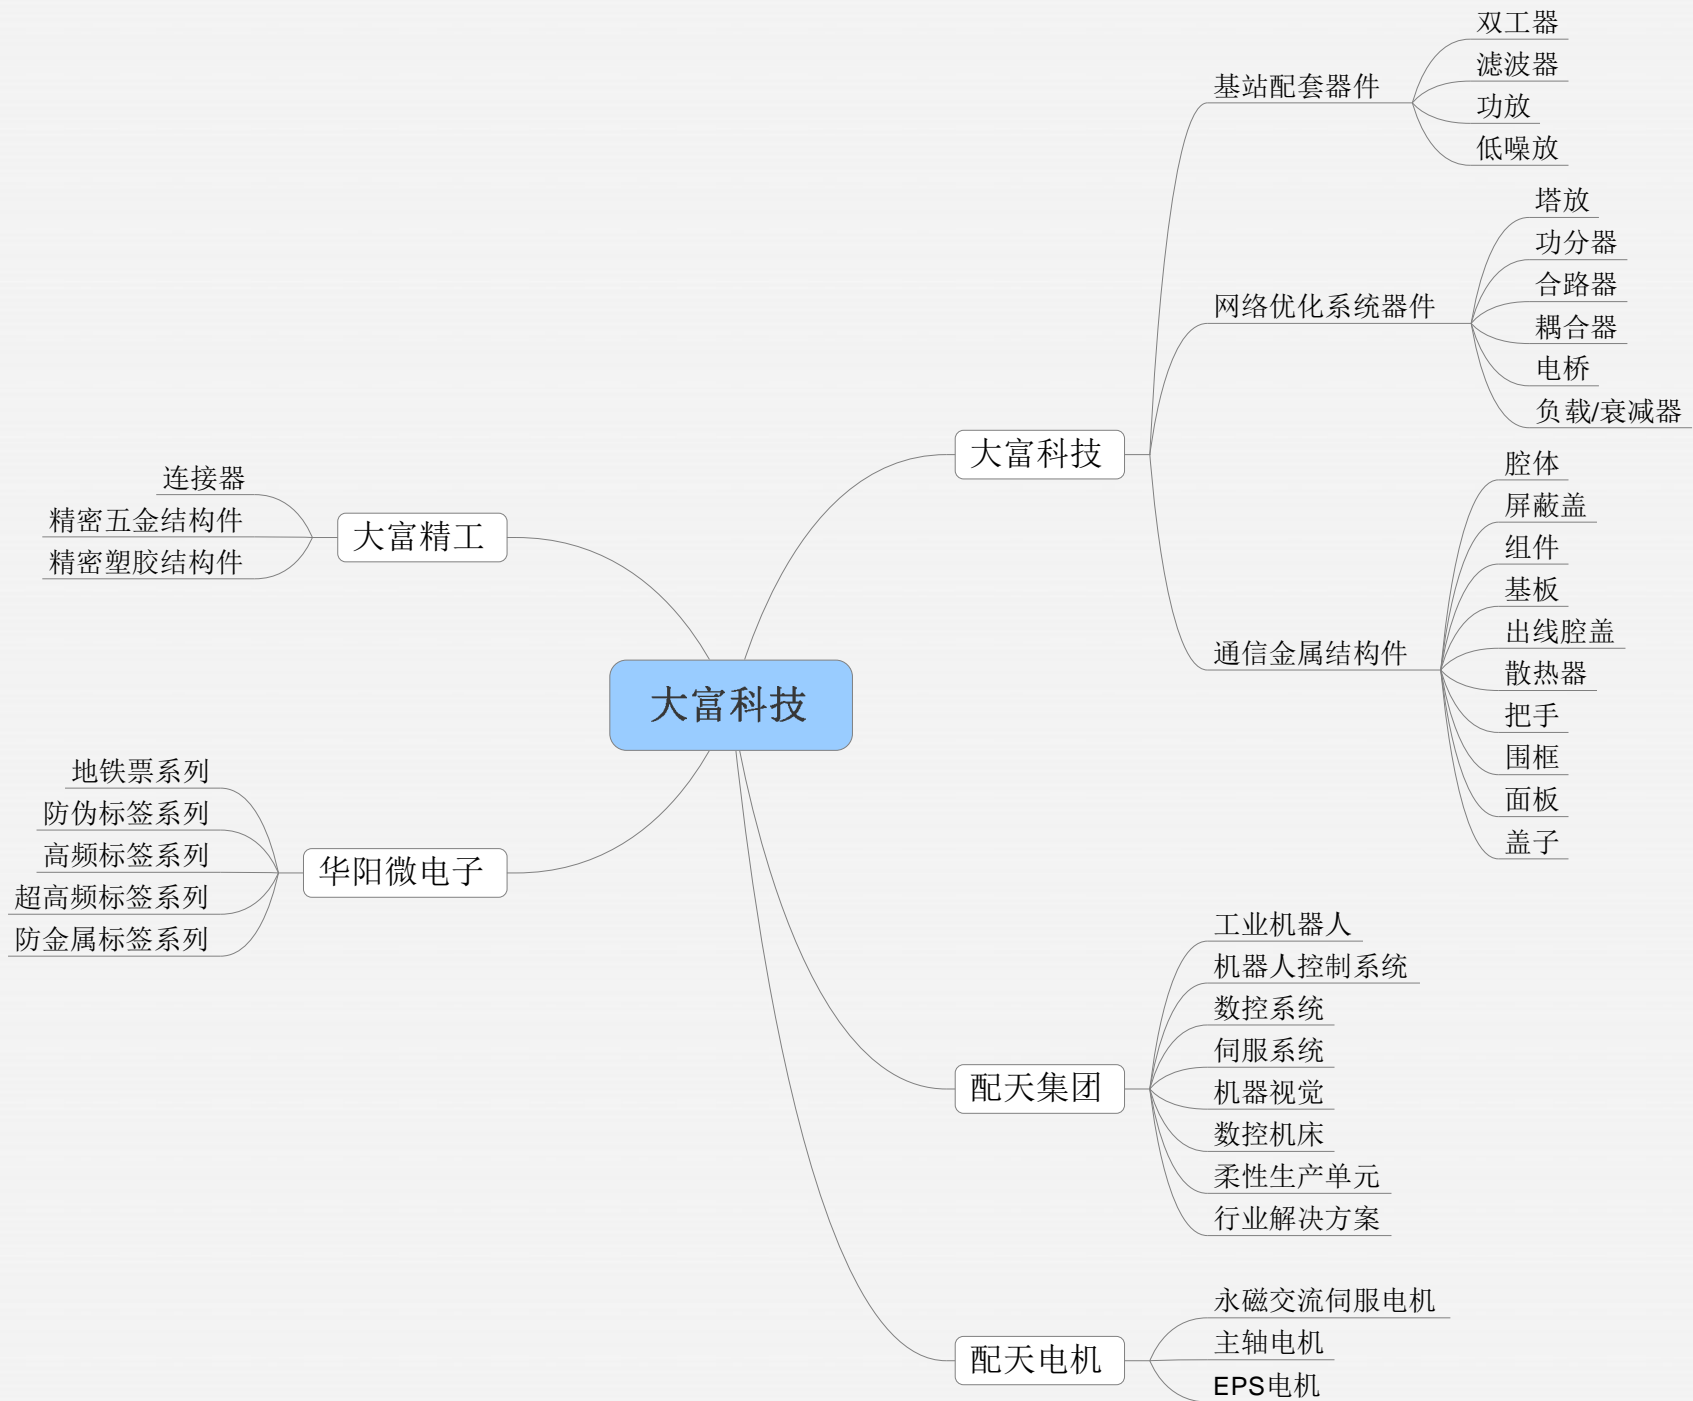 大富科技
大富科技
基站配套器件
双工器
滤波器
功放
低噪放
网络优化系统器件
塔放
功分器
合路器
耦合器
电桥
负载/衰减器
通信金属结构件
腔体
屏蔽盖
组件
基板
出线腔盖
散热器
把手
围框
面板
盖子
配天集团
工业机器人
机器人控制系统
数控系统
伺服系统
机器视觉
数控机床
柔性生产单元
行业解决方案
配天电机
永磁交流伺服电机
主轴电机
EPS电机
大富精工
连接器
精密五金结构件
精密塑胶结构件
华阳微电子
地铁票系列
防伪标签系列
高频标签系列
超高频标签系列
防金属标签系列